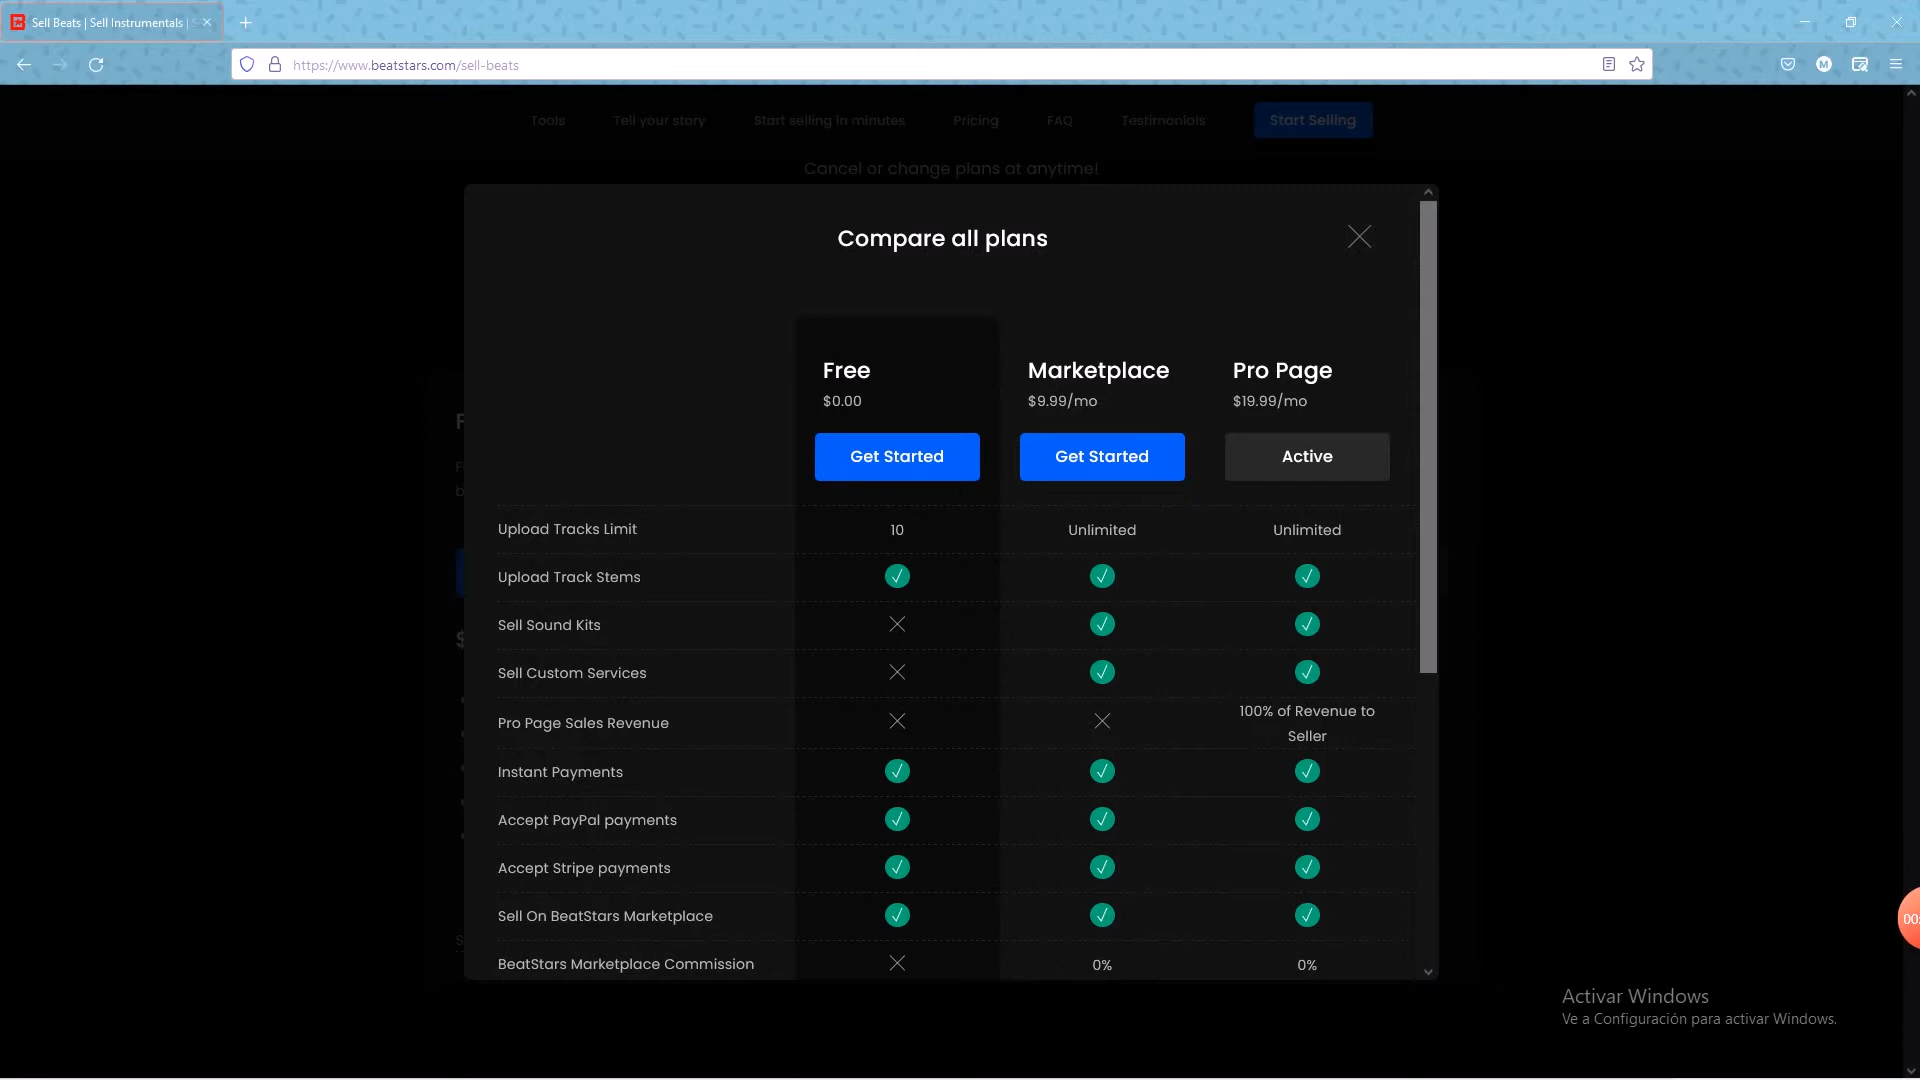 Sell Beats | Sell Instrumentals |
https://www.beatstars.com/sell-beats
M
Tools Tell your story Start selling in minutes Pricing FAQ Testimonials Start Selling
Cancel or change plans at anytime!
Compare all plans
Free Marketplace Pro Page
$0.00 $9.99/mo $19.99/mo
Get Started Get Started Active
Upload Tracks Limit 10 Unlimited Unlimited
Upload Track Stems
Sell Sound Kits
Sell Custom Services
Pro Page Sales Revenue 100% of Revenue to
Seller
Instant Payments
Accept PayPal payments
Accept Stripe payments
Sell On BeatStars Marketplace
BeatStars Marketplace Commission 0% 0%
00:
Activar Windows
Ve a Configuración para activar Windows.